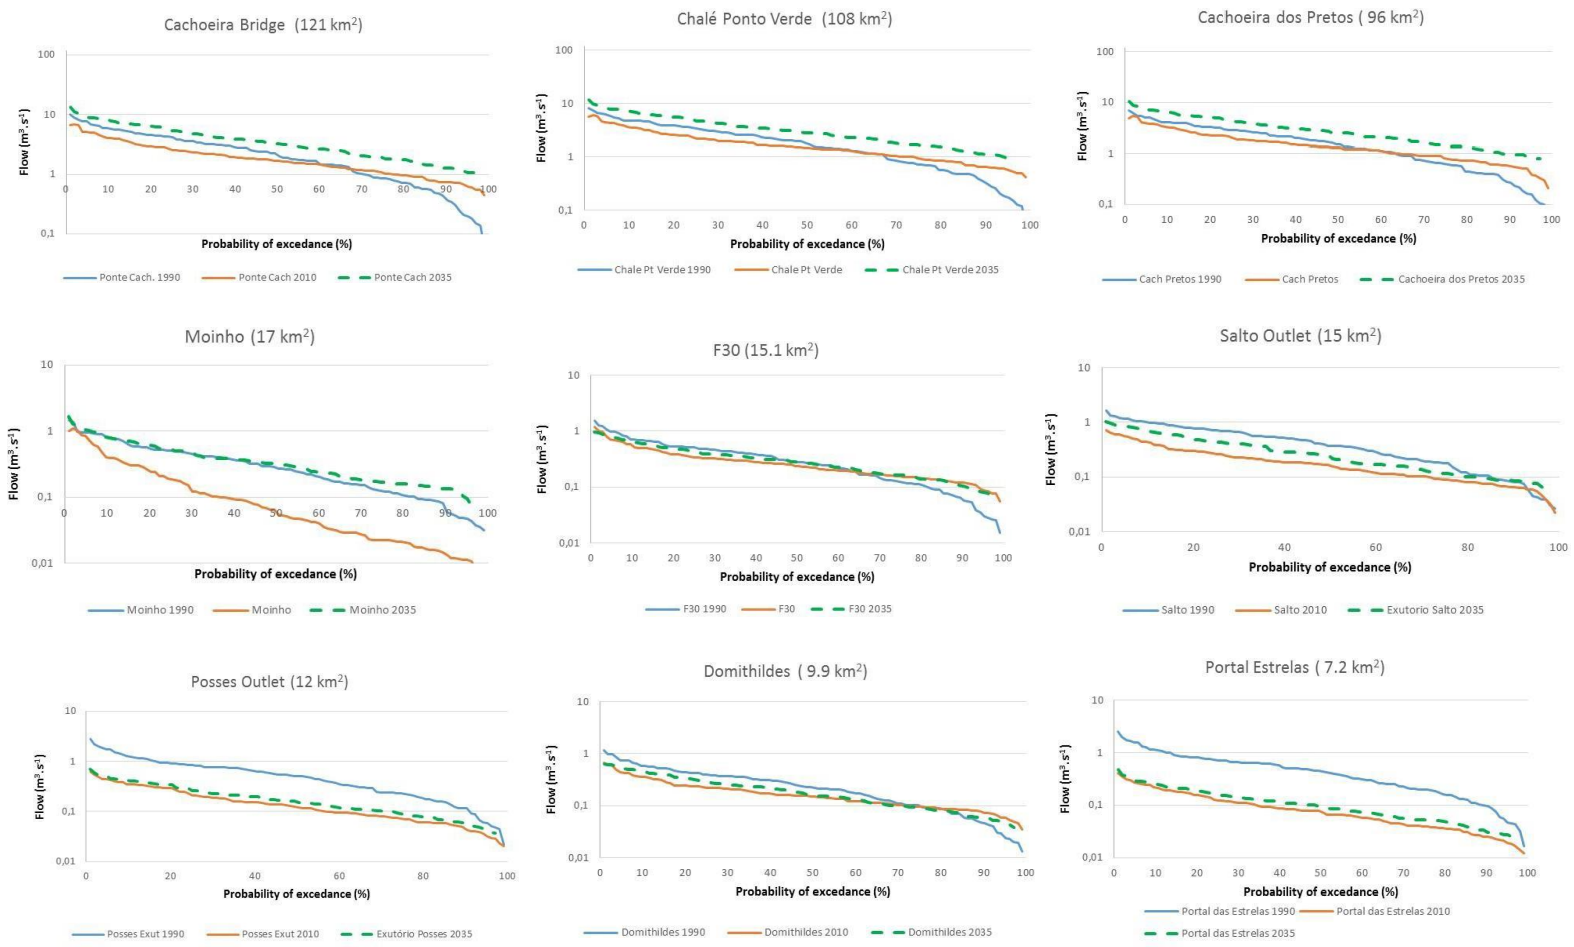 Cachoeira Bridge (121 km²)
Flow (m³.s⁻¹)
100
10
1
0,1
0 10 20 30 40 50 60 70 80 90 100
Probability of excedance (%)
Ponte Cach. 1990 Ponte Cach 2010 Ponte Cach 2035
Chalé Ponto Verde (108 km²)
Flow (m³.s⁻¹)
100
10
1
0,1
0 10 20 30 40 50 60 70 80 90 100
Probability of excedance (%)
Chale Pt Verde 1990 Chale Pt Verde Chale Pt Verde 2035
Cachoeira dos Pretos ( 96 km²)
Flow (m³.s⁻¹)
100
10
1
0,1
0 10 20 30 40 50 60 70 80 90 100
Probability of excedance (%)
Cach Pretos 1990 Cach Pretos Cachoeira dos Pretos 2035
Moinho (17 km²)
Flow (m³.s⁻¹)
10
1
0,1
0,01
0 10 20 30 40 50 60 70 80 90 100
Probability of excedance (%)
Moinho 1990 Moinho Moinho 2035
F30 (15.1 km²)
Flow (m³.s⁻¹)
10
1
0,1
0,01
0 10 20 30 40 50 60 70 80 90 100
Probability of excedance (%)
F30 1990 F30 F30 2035
Salto Outlet (15 km²)
Flow (m³.s⁻¹)
10
1
0,1
0,01
0 20 40 60 80 100
Probability of excedance (%)
Salto 1990 Salto 2010 Exutorio Salto 2035
Posses Outlet (12 km²)
Flow (m³.s⁻¹)
10
1
0,1
0,01
0 20 40 60 80 100
Probability of excedance (%)
Posses Exut 1990 Posses Exut 2010 Exutório Posses 2035
Domithildes ( 9.9 km²)
Flow (m³.s⁻¹)
10
1
0,1
0,01
0 10 20 30 40 50 60 70 80 90 100
Probability of excedance (%)
Domithildes 1990 Domithildes 2010 Domithildes 2035
Portal Estrelas ( 7.2 km²)
Flow (m³.s⁻¹)
10
1
0,1
0,01
0 10 20 30 40 50 60 70 80 90 100
Probability of excedance (%)
Portal das Estrelas 1990 Portal das Estrelas 2010
Portal das Estrelas 2035